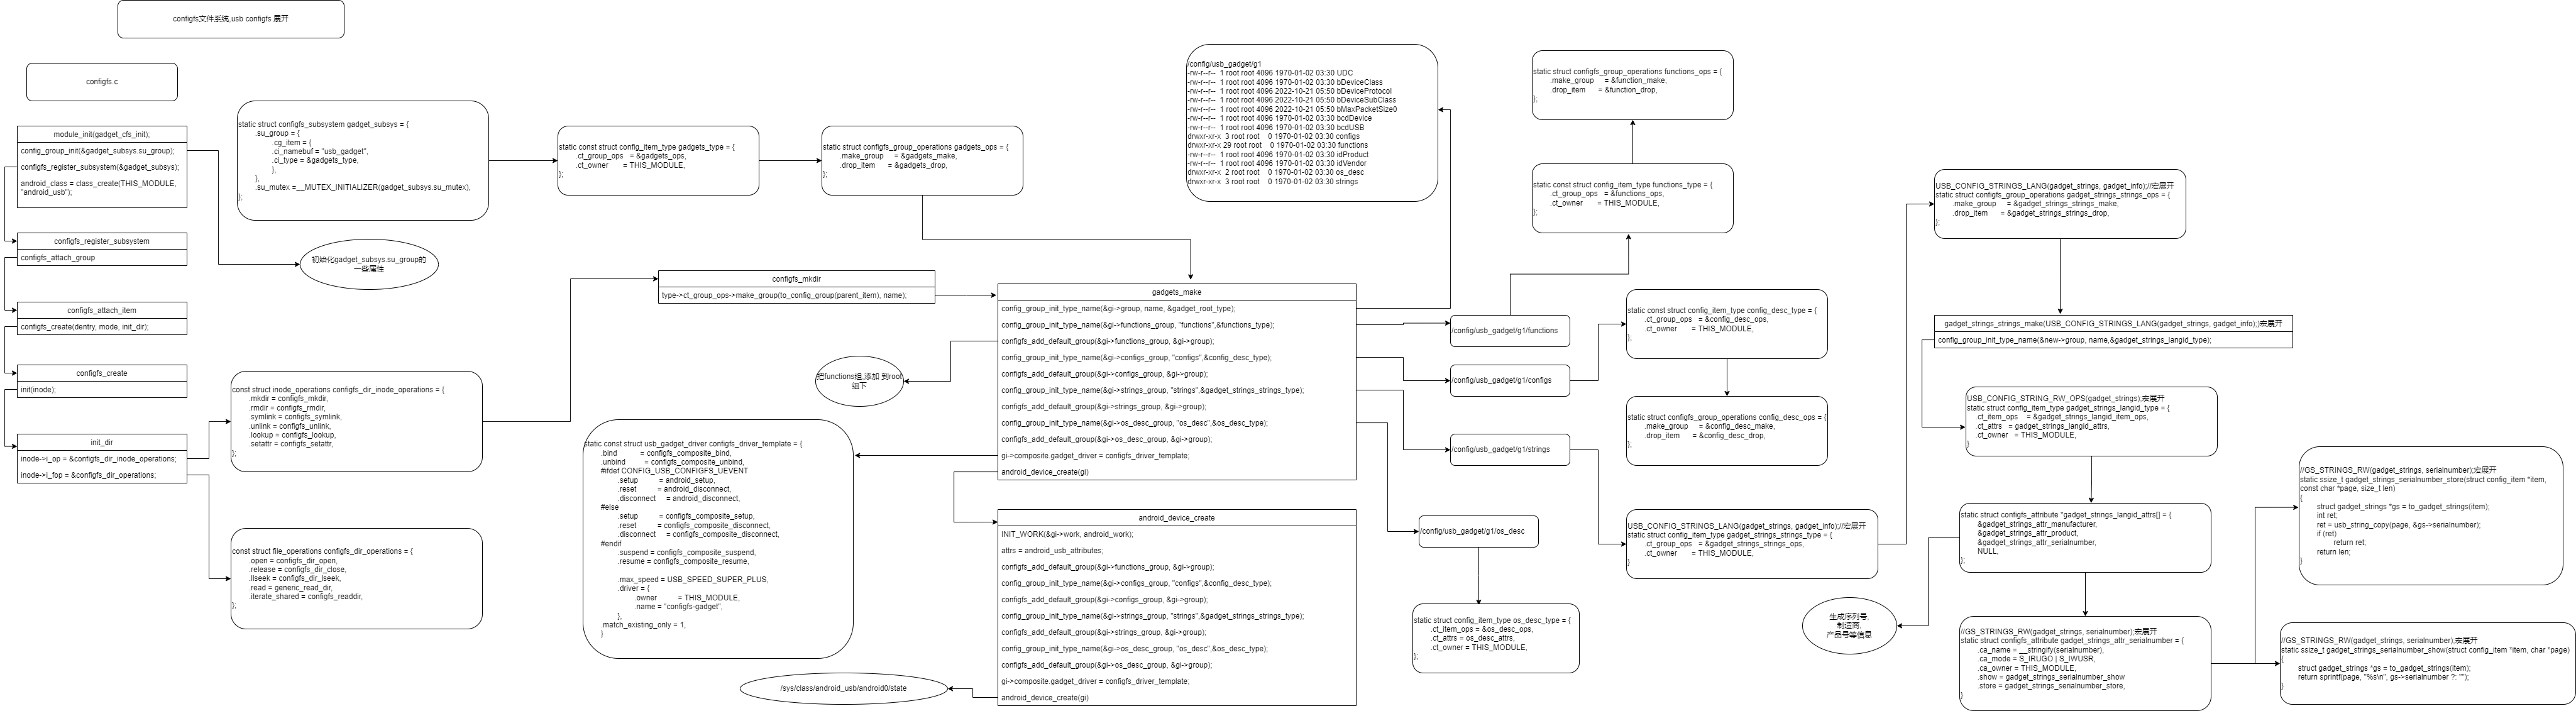 configfs文件系统,usb configfs 展开
configfs.c
module_init(gadget_cfs_init);
config_group_init(&gadget_subsys.su_group);
configfs_register_subsystem(&gadget_subsys);
android_class = class_create(THIS_MODULE,
"android_usb");
configfs_register_subsystem
configfs_attach_group
configfs_attach_item
configfs_create(dentry, mode, init_dir);
configfs_create
init(inode);
init_dir
inode->i_op = &configfs_dir_inode_operations;
inode->i_fop = &configfs_dir_operations;
static struct configfs_subsystem gadget_subsys = {
.su_group = {
.cg_item = {
.ci_namebuf = "usb_gadget",
.ci_type = &gadgets_type,
},
},
.su_mutex =__MUTEX_INITIALIZER(gadget_subsys.su_mutex),
};
初始化gadget_subsys.su_group的
一些属性
const struct inode_operations configfs_dir_inode_operations = {
.mkdir = configfs_mkdir,
.rmdir = configfs_rmdir,
.symlink = configfs_symlink,
.unlink = configfs_unlink,
.lookup = configfs_lookup,
.setattr = configfs_setattr,
};
const struct file_operations configfs_dir_operations = {
.open = configfs_dir_open,
.release = configfs_dir_close,
.llseek = configfs_dir_lseek,
.read = generic_read_dir,
.iterate_shared = configfs_readdir,
};
static const struct config_item_type gadgets_type = {
.ct_group_ops = &gadgets_ops,
.ct_owner = THIS_MODULE,
};
static struct configfs_group_operations gadgets_ops = {
.make_group = &gadgets_make,
.drop_item = &gadgets_drop,
};
configfs_mkdir
type->ct_group_ops->make_group(to_config_group(parent_item), name);
把functions组,添加 到root
组下
static const struct usb_gadget_driver configfs_driver_template = {
.bind = configfs_composite_bind,
.unbind = configfs_composite_unbind,
#ifdef CONFIG_USB_CONFIGFS_UEVENT
.setup = android_setup,
.reset = android_disconnect,
.disconnect = android_disconnect,
#else
.setup = configfs_composite_setup,
.reset = configfs_composite_disconnect,
.disconnect = configfs_composite_disconnect,
#endif
.suspend = configfs_composite_suspend,
.resume = configfs_composite_resume,
.max_speed = USB_SPEED_SUPER_PLUS,
.driver = {
.owner = THIS_MODULE,
.name = "configfs-gadget",
},
.match_existing_only = 1,
}
/sys/class/android_usb/android0/state
gadgets_make
config_group_init_type_name(&gi->group, name, &gadget_root_type);
config_group_init_type_name(&gi->functions_group, "functions",&functions_type);
configfs_add_default_group(&gi->functions_group, &gi->group);
config_group_init_type_name(&gi->configs_group, "configs",&config_desc_type);
configfs_add_default_group(&gi->configs_group, &gi->group);
config_group_init_type_name(&gi->strings_group, "strings",&gadget_strings_strings_type);
configfs_add_default_group(&gi->strings_group, &gi->group);
config_group_init_type_name(&gi->os_desc_group, "os_desc",&os_desc_type);
configfs_add_default_group(&gi->os_desc_group, &gi->group);
gi->composite.gadget_driver = configfs_driver_template;
android_device_create(gi)
android_device_create
INIT_WORK(&gi->work, android_work);
attrs = android_usb_attributes;
configfs_add_default_group(&gi->functions_group, &gi->group);
config_group_init_type_name(&gi->configs_group, "configs",&config_desc_type);
configfs_add_default_group(&gi->configs_group, &gi->group);
config_group_init_type_name(&gi->strings_group, "strings",&gadget_strings_strings_type);
configfs_add_default_group(&gi->strings_group, &gi->group);
config_group_init_type_name(&gi->os_desc_group, "os_desc",&os_desc_type);
configfs_add_default_group(&gi->os_desc_group, &gi->group);
gi->composite.gadget_driver = configfs_driver_template;
android_device_create(gi)
/config/usb_gadget/g1
-rw-r--r-- 1 root root 4096 1970-01-02 03:30 UDC
-rw-r--r-- 1 root root 4096 1970-01-02 03:30 bDeviceClass
-rw-r--r-- 1 root root 4096 2022-10-21 05:50 bDeviceProtocol
-rw-r--r-- 1 root root 4096 2022-10-21 05:50 bDeviceSubClass
-rw-r--r-- 1 root root 4096 2022-10-21 05:50 bMaxPacketSize0
-rw-r--r-- 1 root root 4096 1970-01-02 03:30 bcdDevice
-rw-r--r-- 1 root root 4096 1970-01-02 03:30 bcdUSB
drwxr-xr-x 3 root root 0 1970-01-02 03:30 configs
drwxr-xr-x 29 root root 0 1970-01-02 03:30 functions
-rw-r--r-- 1 root root 4096 1970-01-02 03:30 idProduct
-rw-r--r-- 1 root root 4096 1970-01-02 03:30 idVendor
drwxr-xr-x 2 root root 0 1970-01-02 03:30 os_desc
drwxr-xr-x 3 root root 0 1970-01-02 03:30 strings
/config/usb_gadget/g1/functions
/config/usb_gadget/g1/configs
/config/usb_gadget/g1/strings
/config/usb_gadget/g1/os_desc
static struct config_item_type os_desc_type = {
.ct_item_ops = &os_desc_ops,
.ct_attrs = os_desc_attrs,
.ct_owner = THIS_MODULE,
};
static struct configfs_group_operations functions_ops = {
.make_group = &function_make,
.drop_item = &function_drop,
};
static const struct config_item_type functions_type = {
.ct_group_ops = &functions_ops,
.ct_owner = THIS_MODULE,
};
static const struct config_item_type config_desc_type = {
.ct_group_ops = &config_desc_ops,
.ct_owner = THIS_MODULE,
};
static struct configfs_group_operations config_desc_ops = {
.make_group = &config_desc_make,
.drop_item = &config_desc_drop,
};
USB_CONFIG_STRINGS_LANG(gadget_strings, gadget_info);//宏展开
static struct config_item_type gadget_strings_strings_type = {
.ct_group_ops = &gadget_strings_strings_ops,
.ct_owner = THIS_MODULE,
}
USB_CONFIG_STRINGS_LANG(gadget_strings, gadget_info);//宏展开
static struct configfs_group_operations gadget_strings_strings_ops = {
.make_group = &gadget_strings_strings_make,
.drop_item = &gadget_strings_strings_drop,
};
gadget_strings_strings_make(USB_CONFIG_STRINGS_LANG(gadget_strings, gadget_info);)宏展开
config_group_init_type_name(&new->group, name,&gadget_strings_langid_type);
USB_CONFIG_STRING_RW_OPS(gadget_strings);宏展开
static struct config_item_type gadget_strings_langid_type = {
.ct_item_ops = &gadget_strings_langid_item_ops,
.ct_attrs = gadget_strings_langid_attrs,
.ct_owner = THIS_MODULE,
}
static struct configfs_attribute *gadget_strings_langid_attrs[] = {
&gadget_strings_attr_manufacturer,
&gadget_strings_attr_product,
&gadget_strings_attr_serialnumber,
NULL,
};
生成序列号,
制造商,
产品号等信息
//GS_STRINGS_RW(gadget_strings, serialnumber);宏展开
static struct configfs_attribute gadget_strings_attr_serialnumber = {
.ca_name = __stringify(serialnumber),
.ca_mode = S_IRUGO | S_IWUSR,
.ca_owner = THIS_MODULE,
.show = gadget_strings_serialnumber_show
.store = gadget_strings_serialnumber_store,
}
//GS_STRINGS_RW(gadget_strings, serialnumber);宏展开
static ssize_t gadget_strings_serialnumber_store(struct config_item *item,
const char *page, size_t len)
{
struct gadget_strings *gs = to_gadget_strings(item);
int ret;
ret = usb_string_copy(page, &gs->serialnumber);
if (ret)
return ret;
return len;
}
//GS_STRINGS_RW(gadget_strings, serialnumber);宏展开
static ssize_t gadget_strings_serialnumber_show(struct config_item *item, char *page)
{
struct gadget_strings *gs = to_gadget_strings(item);
return sprintf(page, "%s\n", gs->serialnumber ?: "");
}